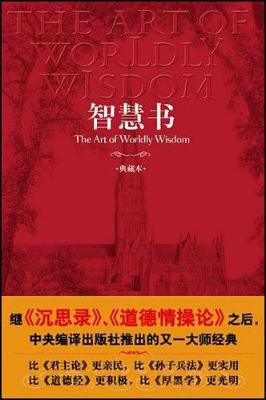 THE ART OF
WORLDLY
WISDOM
智慧书
The Art of Worldly Wisdom
·典藏本·
继《沉思录》、《道德情操论》之后，
中央编译出版社推出的又一大师经典
比《君主论》更亲民，比《孙子兵法》更实用
比《道德经》更积极，比《厚黑学》更光明